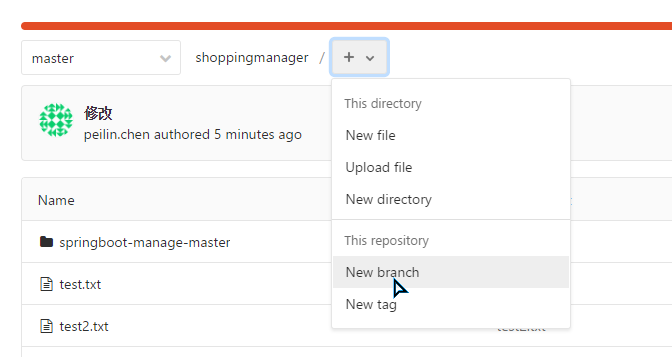 master
shoppingmanager / +
修改
peilin.chen authored 5 minutes ago
This directory
New file
Upload file
New directory
This repository
New branch
New tag
Name
springboot-manage-master
test.txt
test2.txt
test2.txt